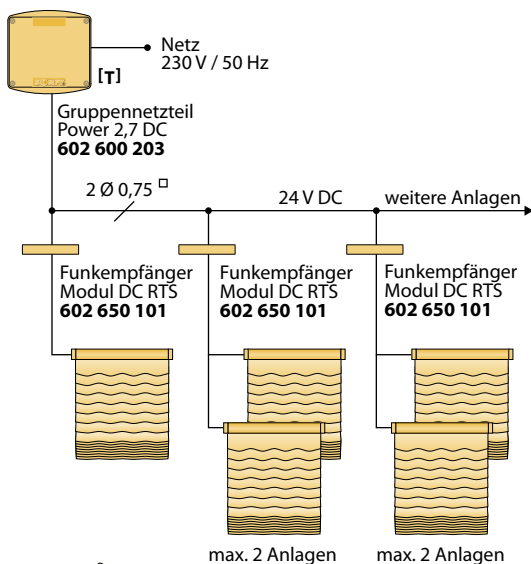 Netz
230 V / 50 Hz
[T]
Gruppennetzteil
Power 2,7 DC
602 600 203
2 Ø 0,75 □
24 V DC
weitere Anlagen
Funkempfänger
Modul DC RTS
602 650 101
Funkempfänger
Modul DC RTS
602 650 101
Funkempfänger
Modul DC RTS
602 650 101
max. 2 Anlagen
max. 2 Anlagen